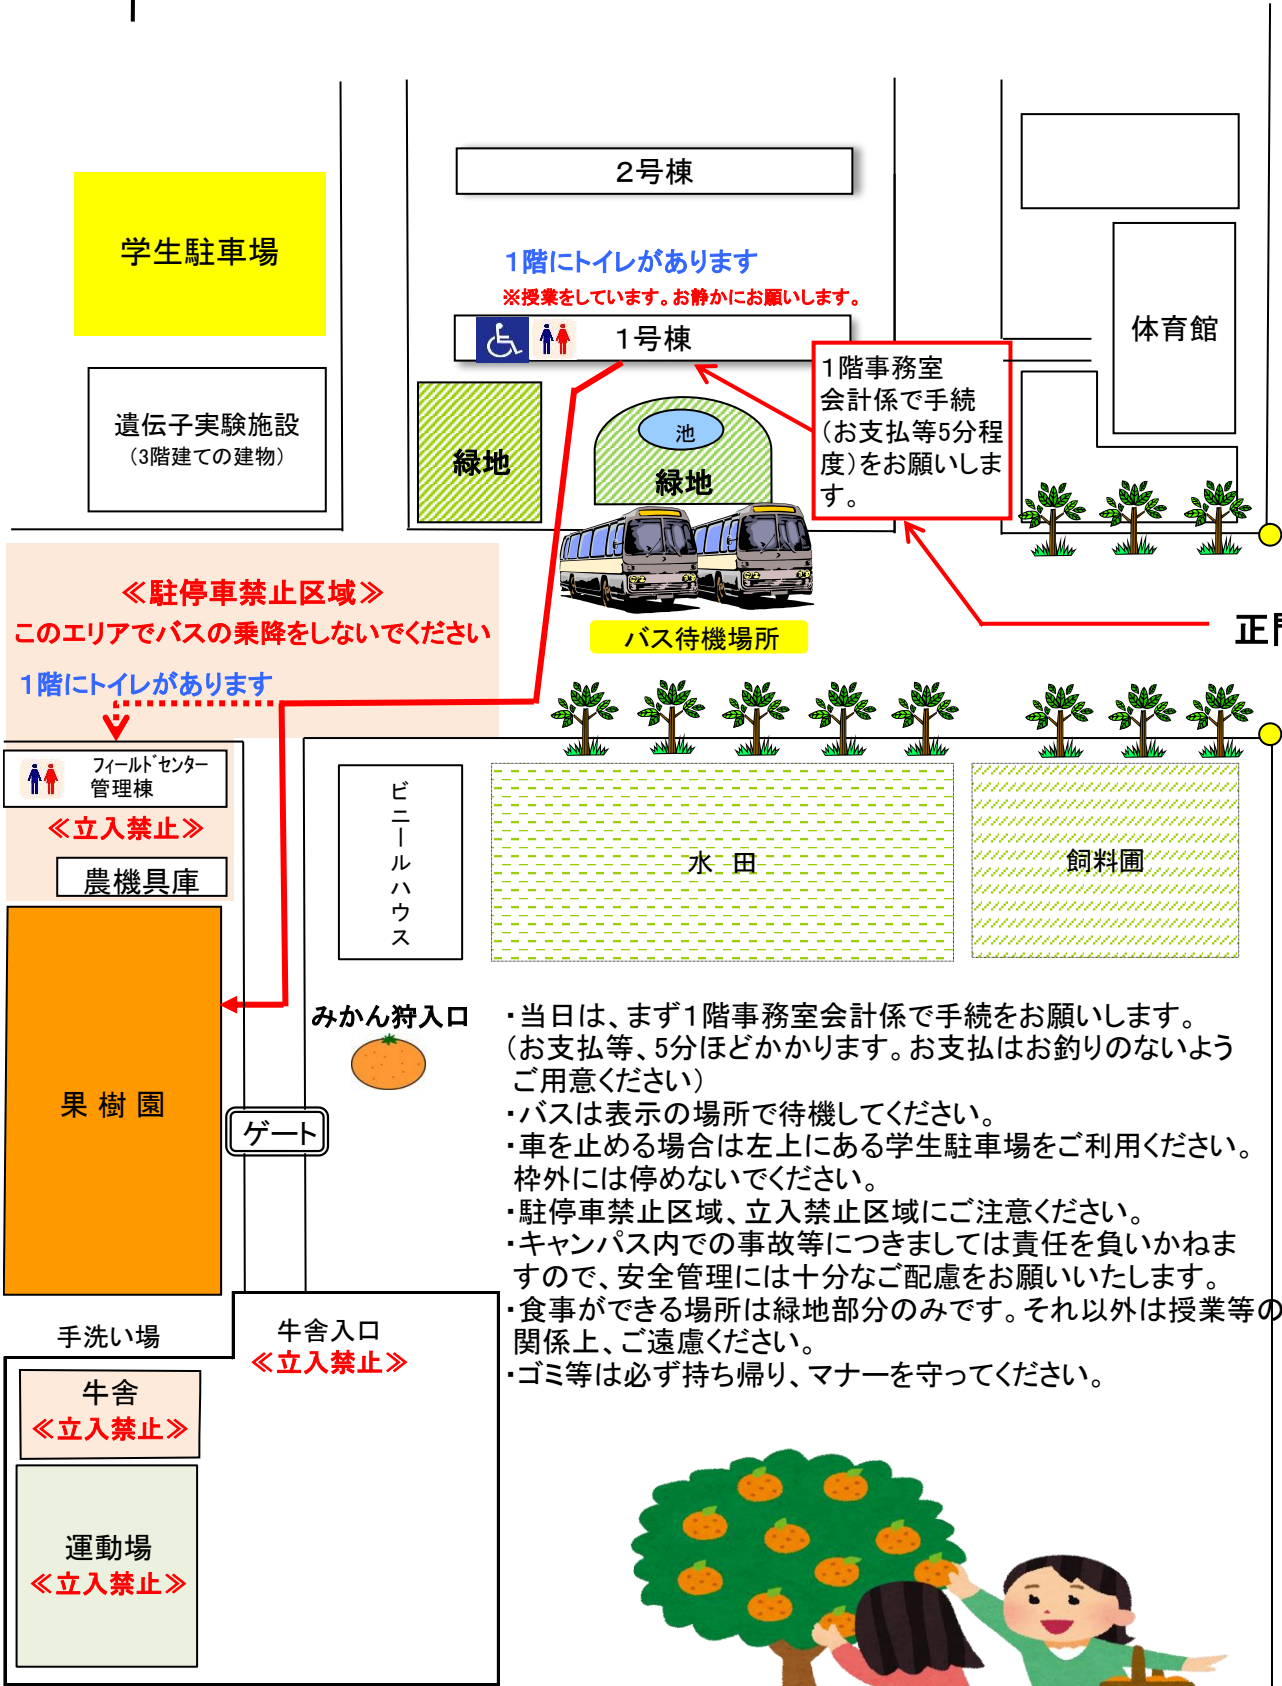 2号棟
学生駐車場
1階にトイレがあります
※授業をしています。お静かにお願いします。
1号棟
体育館
1階事務室
会計係で手続
(お支払等5分程
度)をお願いしま
す。
遺伝子実験施設
(3階建ての建物)
緑地
池
緑地
≪駐停車禁止区域≫
このエリアでバスの乗降をしないでください
バス待機場所
正門
1階にトイレがあります
フィールドセンター
管理棟
≪立入禁止≫
農機具庫
ビニールハウス
水 田
飼料圃
みかん狩入口
果 樹 園
ゲート
・当日は、まず1階事務室会計係で手続をお願いします。
(お支払等、5分ほどかかります。お支払はお釣りのないよう
ご用意ください)
・バスは表示の場所で待機してください。
・車を止める場合は左上にある学生駐車場をご利用ください。
枠外には停めないでください。
・駐停車禁止区域、立入禁止区域にご注意ください。
・キャンパス内での事故等につきましては責任を負いかねま
すので、安全管理には十分なご配慮をお願いいたします。
・食事ができる場所は緑地部分のみです。それ以外は授業等の
関係上、ご遠慮ください。
・ゴミ等は必ず持ち帰り、マナーを守ってください。
手洗い場
牛舎入口
≪立入禁止≫
牛舎
≪立入禁止≫
運動場
≪立入禁止≫